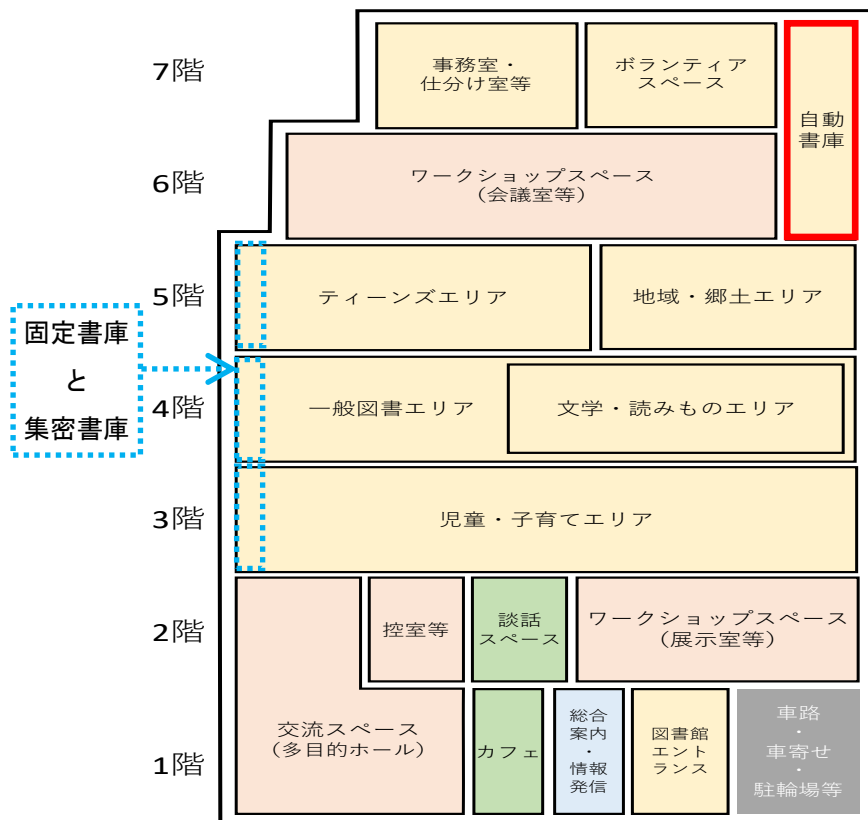 7階
事務室・
仕分け室等
ボランティア
スペース
自動
書庫
6階
ワークショップスペース
(会議室等)
5階
ティーンズエリア
地域・郷土エリア
固定書庫
と
集密書庫
4階
一般図書エリア
文学・読みものエリア
3階
児童・子育てエリア
2階
控室等
談話
スペース
ワークショップスペース
(展示室等)
1階
交流スペース
(多目的ホール)
カフェ
総合
案内
・
情報
発信
図書館
エント
ランス
車路
・
車寄せ
・
駐輪場等